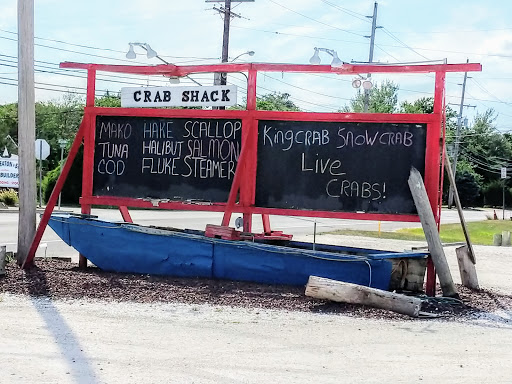 CRAB SHACK
MAKO HAKE SCALLOP
TUNA HALIBUT SALMON
COD FLUKE STEAMER
KINGCRAB SNOWCRAB
Live
CRABS!